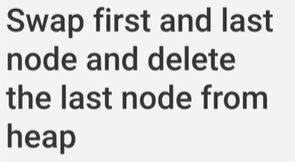 Swap first and last
node and delete
the last node from
heap